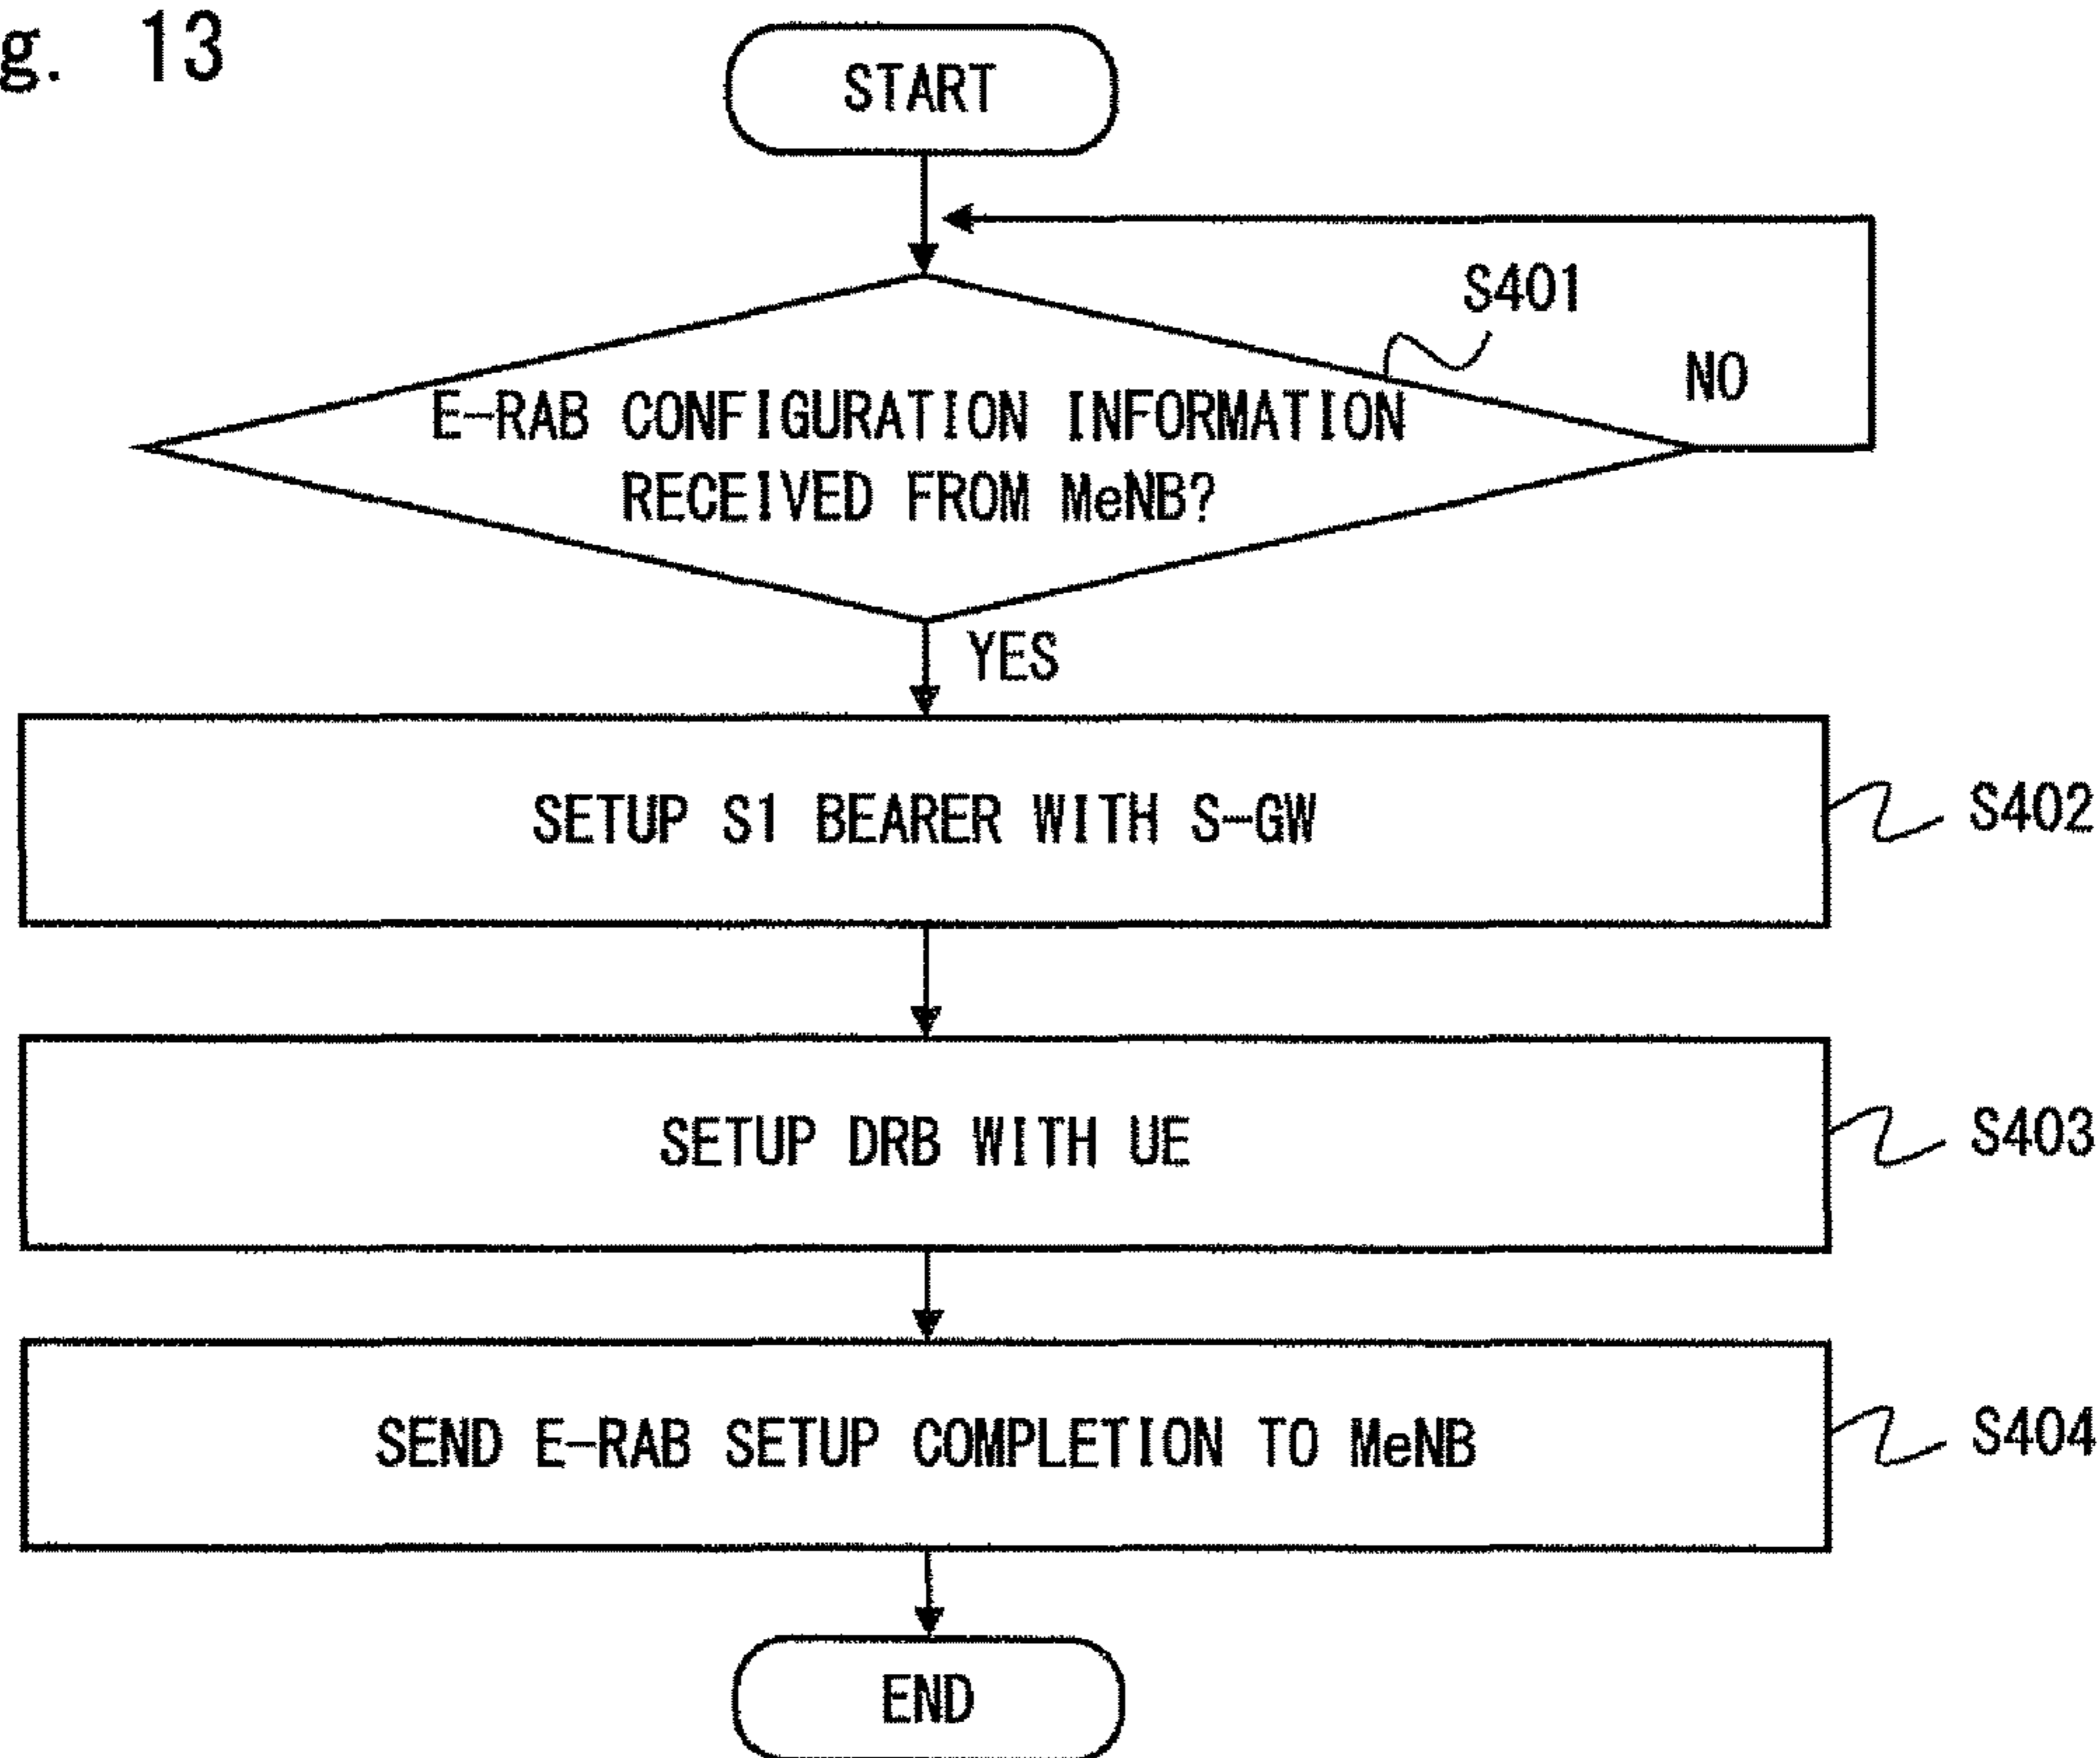 g. 13
START
S401
NO
E-RAB CONFIGURATION INFORMATION
RECEIVED FROM MeNB?
YES
SETUP S1 BEARER WITH S-GW
S402
SETUP DRB WITH UE
S403
SEND E-RAB SETUP COMPLETION TO MeNB
S404
END